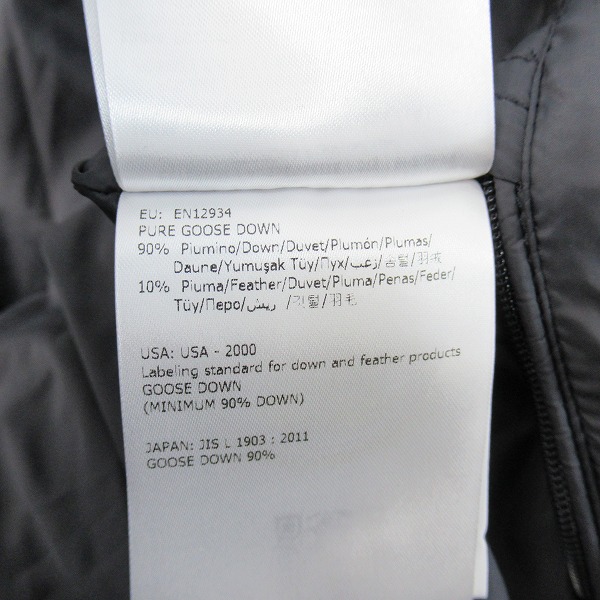 EU: EN12934
PURE GOOSE DOWN
90% Piumino/Down/Duvet/Plumón/Plumas/
Daune/Yumuşak Tüy/Пух/زغب/솜털/羽绒
10% Piuma/Feather/Duvet/Pluma/Penas/Feder/
Tüy/Перо/ريش /깃털/羽毛
USA: USA - 2000
Labeling standard for down and feather products
GOOSE DOWN
(MINIMUM 90% DOWN)
JAPAN: JIS L 1903 : 2011
GOOSE DOWN 90%